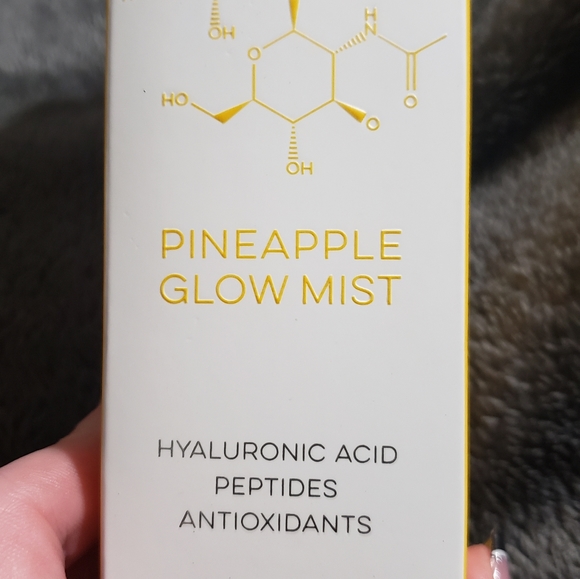 OH
H
N
O
HO
O
O
OH
PINEAPPLE
GLOW MIST
HYALURONIC ACID
PEPTIDES
ANTIOXIDANTS